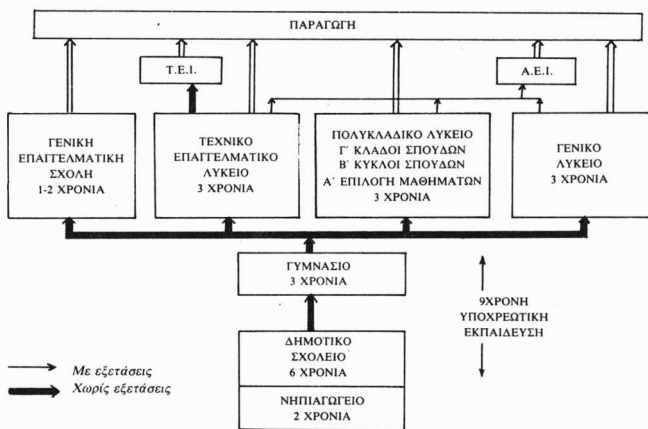 ΠΑΡΑΓΩΓΗ
Τ.Ε.Ι.
Α.Ε.Ι.
ΓΕΝΙΚΗ
ΕΠΑΓΓΕΛΜΑΤΙΚΗ
ΣΧΟΛΗ
1-2 ΧΡΟΝΙΑ
ΤΕΧΝΙΚΟ
ΕΠΑΓΓΕΛΜΑΤΙΚΟ
ΛΥΚΕΙΟ
3 ΧΡΟΝΙΑ
ΠΟΛΥΚΛΑΔΙΚΟ ΛΥΚΕΙΟ
Γ' ΚΛΑΔΟΙ ΣΠΟΥΔΩΝ
Β' ΚΥΚΛΟΙ ΣΠΟΥΔΩΝ
Α' ΕΠΙΛΟΓΗ ΜΑΘΗΜΑΤΩΝ
3 ΧΡΟΝΙΑ
ΓΕΝΙΚΟ
ΛΥΚΕΙΟ
3 ΧΡΟΝΙΑ
ΓΥΜΝΑΣΙΟ
3 ΧΡΟΝΙΑ
9ΧΡΟΝΗ
ΥΠΟΧΡΕΩΤΙΚΗ
ΕΚΠΑΙΔΕΥΣΗ
ΔΗΜΟΤΙΚΟ
ΣΧΟΛΕΙΟ
6 ΧΡΟΝΙΑ
ΝΗΠΙΑΓΩΓΕΙΟ
2 ΧΡΟΝΙΑ
Με εξετάσεις
Χωρίς εξετάσεις